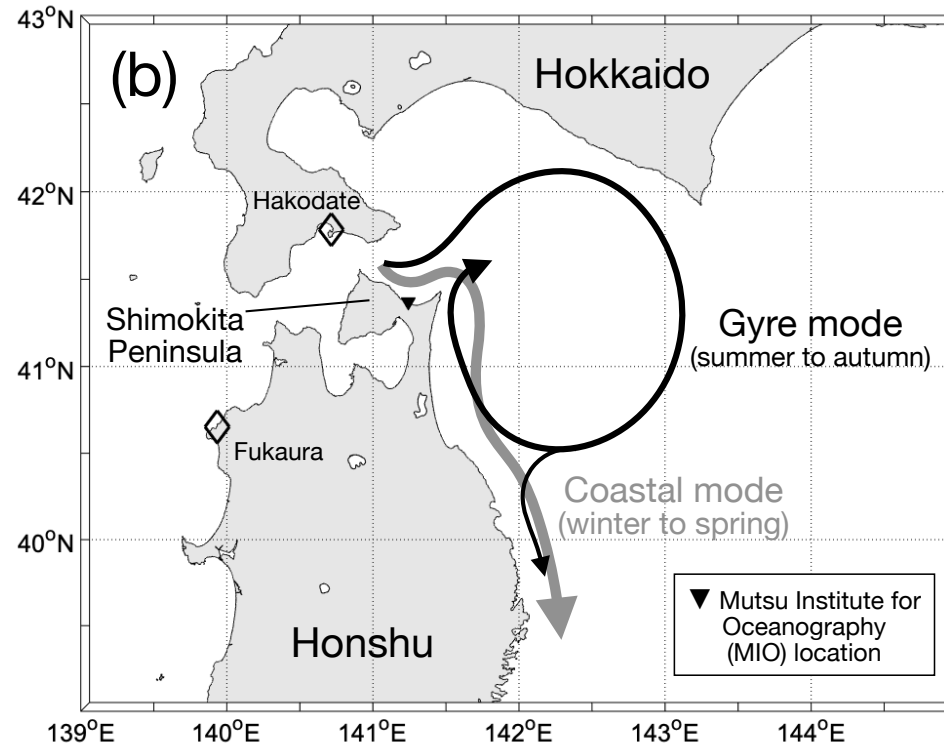 (b)
43°N
Hokkaido
42°N
Hakodate
Shimokita
Peninsula
Gyre mode
(summer to autumn)
41°N
Fukaura
Coastal mode
(winter to spring)
40°N
▼ Mutsu Institute for
Oceanography
(MIO) location
Honshu
139°E 140°E 141°E 142°E 143°E 144°E